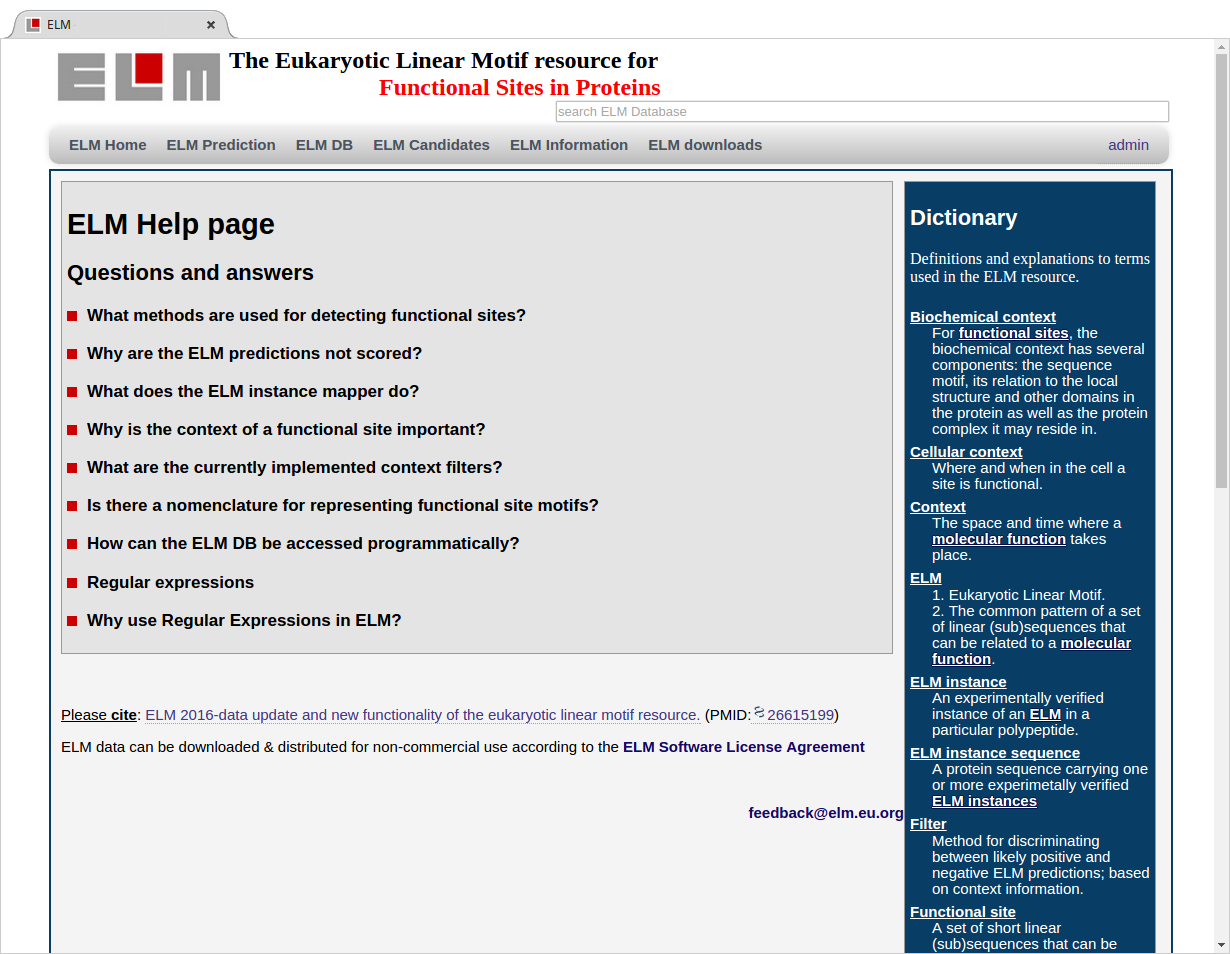 ELM
ELM
The Eukaryotic Linear Motif resource for
Functional Sites in Proteins
search ELM Database
ELM Home ELM Prediction ELM DB ELM Candidates ELM Information ELM downloads admin
ELM Help page
Questions and answers
What methods are used for detecting functional sites?
Why are the ELM predictions not scored?
What does the ELM instance mapper do?
Why is the context of a functional site important?
What are the currently implemented context filters?
Is there a nomenclature for representing functional site motifs?
How can the ELM DB be accessed programmatically?
Regular expressions
Why use Regular Expressions in ELM?
Please cite: ELM 2016-data update and new functionality of the eukaryotic linear motif resource. (PMID:26615199)
ELM data can be downloaded & distributed for non-commercial use according to the ELM Software License Agreement
feedback@elm.eu.org
Dictionary
Definitions and explanations to terms
used in the ELM resource.
Biochemical context
For functional sites, the
biochemical context has several
components: the sequence
motif, its relation to the local
structure and other domains in
the protein as well as the protein
complex it may reside in.
Cellular context
Where and when in the cell a
site is functional.
Context
The space and time where a
molecular function takes
place.
ELM
1. Eukaryotic Linear Motif.
2. The common pattern of a set
of linear (sub)sequences that
can be related to a molecular
function.
ELM instance
An experimentally verified
instance of an ELM in a
particular polypeptide.
ELM instance sequence
A protein sequence carrying one
or more experimetally verified
ELM instances
Filter
Method for discriminating
between likely positive and
negative ELM predictions; based
on context information.
Functional site
A set of short linear
(sub)sequences that can be